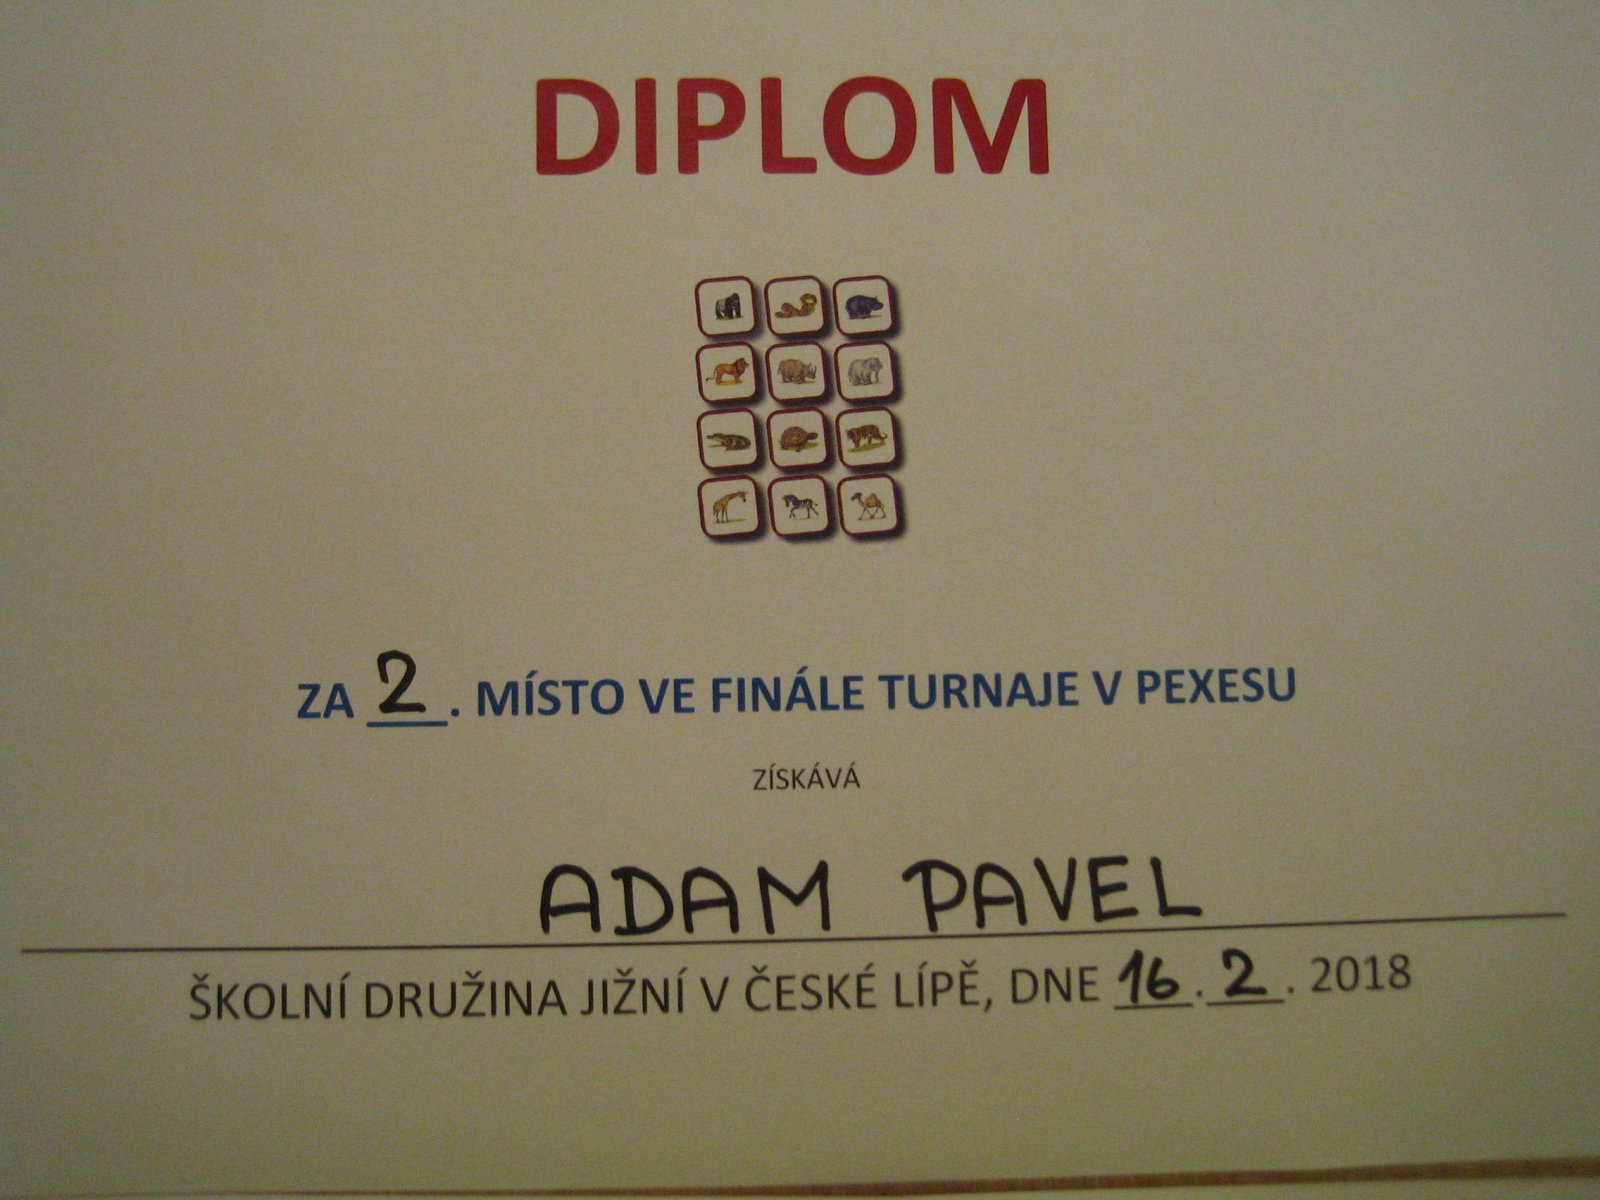 DIPLOM
ZA 2. MÍSTO VE FINÁLE TURNAJE V PEXESU
ZÍSKÁVÁ
ADAM PAVEL
ŠKOLNÍ DRUŽINA JIŽNÍ V ČESKÉ LÍPĚ, DNE 16.2. 2018